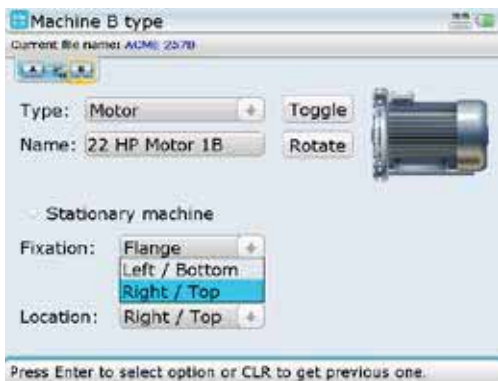 Machine B type
Current file name: ACME 2578
A B
Type: Motor Toggle
Name: 22 HP Motor 1B Rotate
Stationary machine
Fixation: Flange
Left / Bottom
Right / Top
Location: Right / Top
Press Enter to select option or CLR to get previous one.